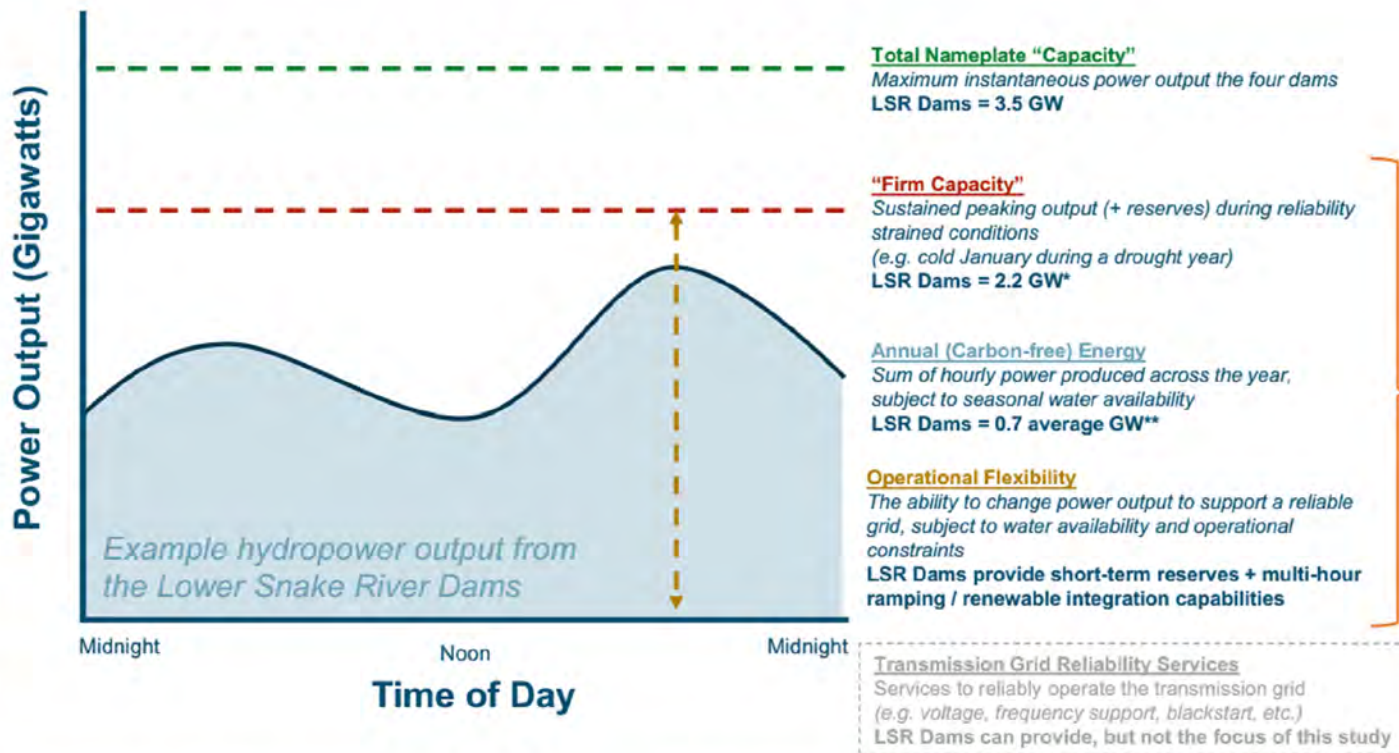 Power Output (Gigawatts)
Total Nameplate “Capacity”
Maximum instantaneous power output the four dams
LSR Dams = 3.5 GW
“Firm Capacity”
Sustained peaking output (+ reserves) during reliability
strained conditions
(e.g. cold January during a drought year)
LSR Dams = 2.2 GW*
Annual (Carbon-free) Energy
Sum of hourly power produced across the year,
subject to seasonal water availability
LSR Dams = 0.7 average GW**
Operational Flexibility
The ability to change power output to support a reliable
grid, subject to water availability and operational
constraints
LSR Dams provide short-term reserves + multi-hour
ramping / renewable integration capabilities
Example hydropower output from
the Lower Snake River Dams
Midnight
Noon
Midnight
Time of Day
Transmission Grid Reliability Services
Services to reliably operate the transmission grid
(e.g. voltage, frequency support, blackstart, etc.)
LSR Dams can provide, but not the focus of this study